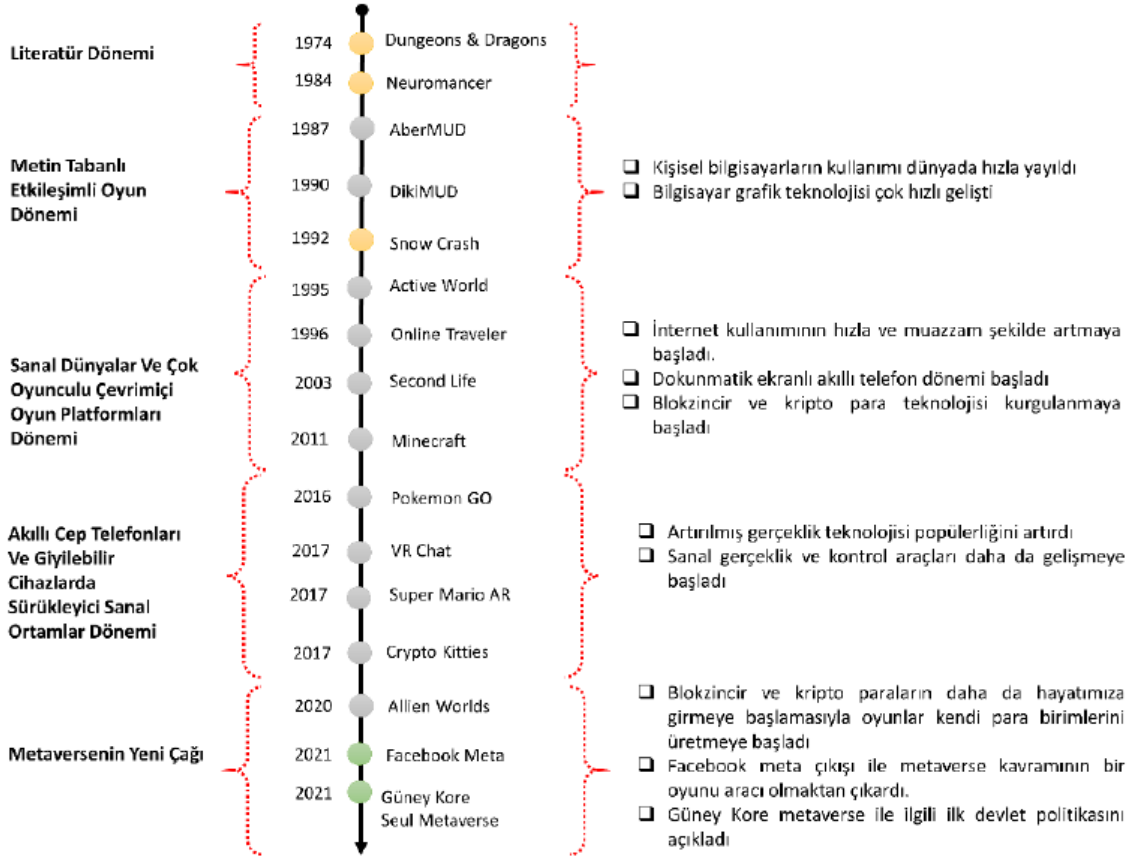 Literatür Dönemi
1974 Dungeons & Dragons
1984 Neuromancer
Metin Tabanlı
Etkileşimli Oyun
Dönemi
1987 AberMUD
1990 DikiMUD
1992 Snow Crash
❑ Kişisel bilgisayarların kullanımı dünyada hızla yayıldı
❑ Bilgisayar grafik teknolojisi çok hızlı gelişti
Sanal Dünyalar Ve Çok
Oyunculu Çevrimiçi
Oyun Platformları
Dönemi
1995 Active World
1996 Online Traveler
2003 Second Life
2011 Minecraft
❑ İnternet kullanımının hızla ve muazzam şekilde artmaya
başladı.
❑ Dokunmatik ekranlı akıllı telefon dönemi başladı
❑ Blokzincir ve kripto para teknolojisi kurgulanmaya
başladı
Akıllı Cep Telefonları
Ve Giyilebilir
Cihazlarda
Sürükleyici Sanal
Ortamlar Dönemi
2016 Pokemon GO
2017 VR Chat
2017 Super Mario AR
2017 Crypto Kitties
❑ Artırılmış gerçeklik teknolojisi popülerliğini artırdı
❑ Sanal gerçeklik ve kontrol araçları daha da gelişmeye
başladı
Metaversenin Yeni Çağı
2020 Allien Worlds
2021 Facebook Meta
2021 Güney Kore
Seul Metaverse
❑ Blokzincir ve kripto paraların daha da hayatımıza
girmeye başlamasıyla oyunlar kendi para birimlerini
üretmeye başladı
❑ Facebook meta çıkışı ile metaverse kavramının bir
oyunu aracı olmaktan çıkardı.
❑ Güney Kore metaverse ile ilgili ilk devlet politikasını
açıkladı